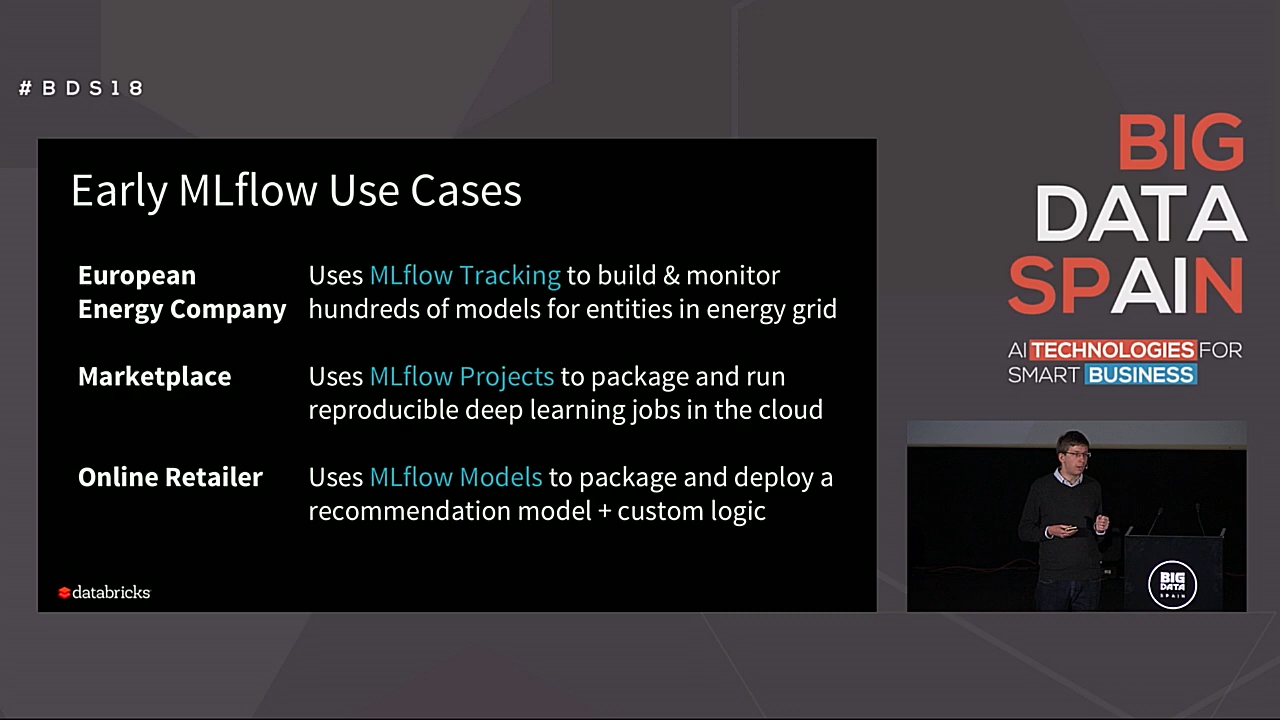 #BDS18
Early MLflow Use Cases
European
Energy Company
Uses MLflow Tracking to build & monitor
hundreds of models for entities in energy grid
Marketplace
Uses MLflow Projects to package and run
reproducible deep learning jobs in the cloud
Online Retailer
Uses MLflow Models to package and deploy a
recommendation model + custom logic
databricks
BIG
DATA
SPAIN
AI TECHNOLOGIES FOR
SMART BUSINESS
BIG
DATA
SPAIN